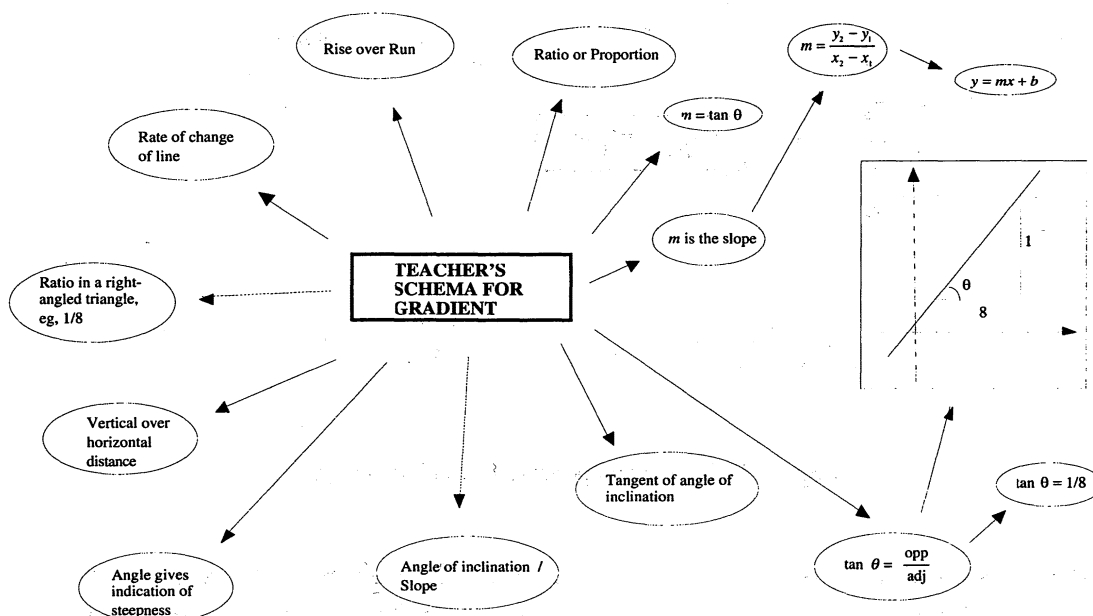 Rise over Run
Ratio or Proportion
m = (y₂ − y₁) / (x₂ − x₁)
y = mx + b
m = tan θ
Rate of change
of line
m is the slope
TEACHER'S
SCHEMA FOR
GRADIENT
Ratio in a right-
angled triangle,
eg, 1/8
1
θ
8
Vertical over
horizontal
distance
Tangent of angle of
inclination
tan θ = 1/8
Angle gives
indication of
steepness
Angle of inclination /
Slope
tan θ = opp / adj